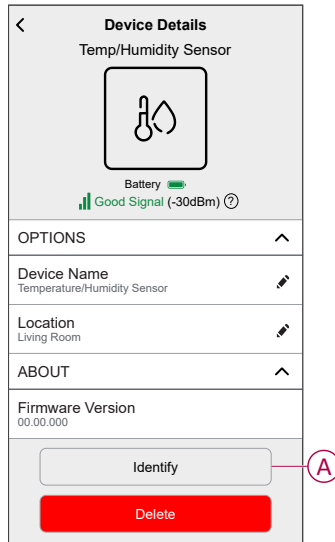 Device Details
Temp/Humidity Sensor
Battery
Good Signal (-30dBm) ?
OPTIONS
Device Name
Temperature/Humidity Sensor
Location
Living Room
ABOUT
Firmware Version
00.00.000
Identify
A
Delete